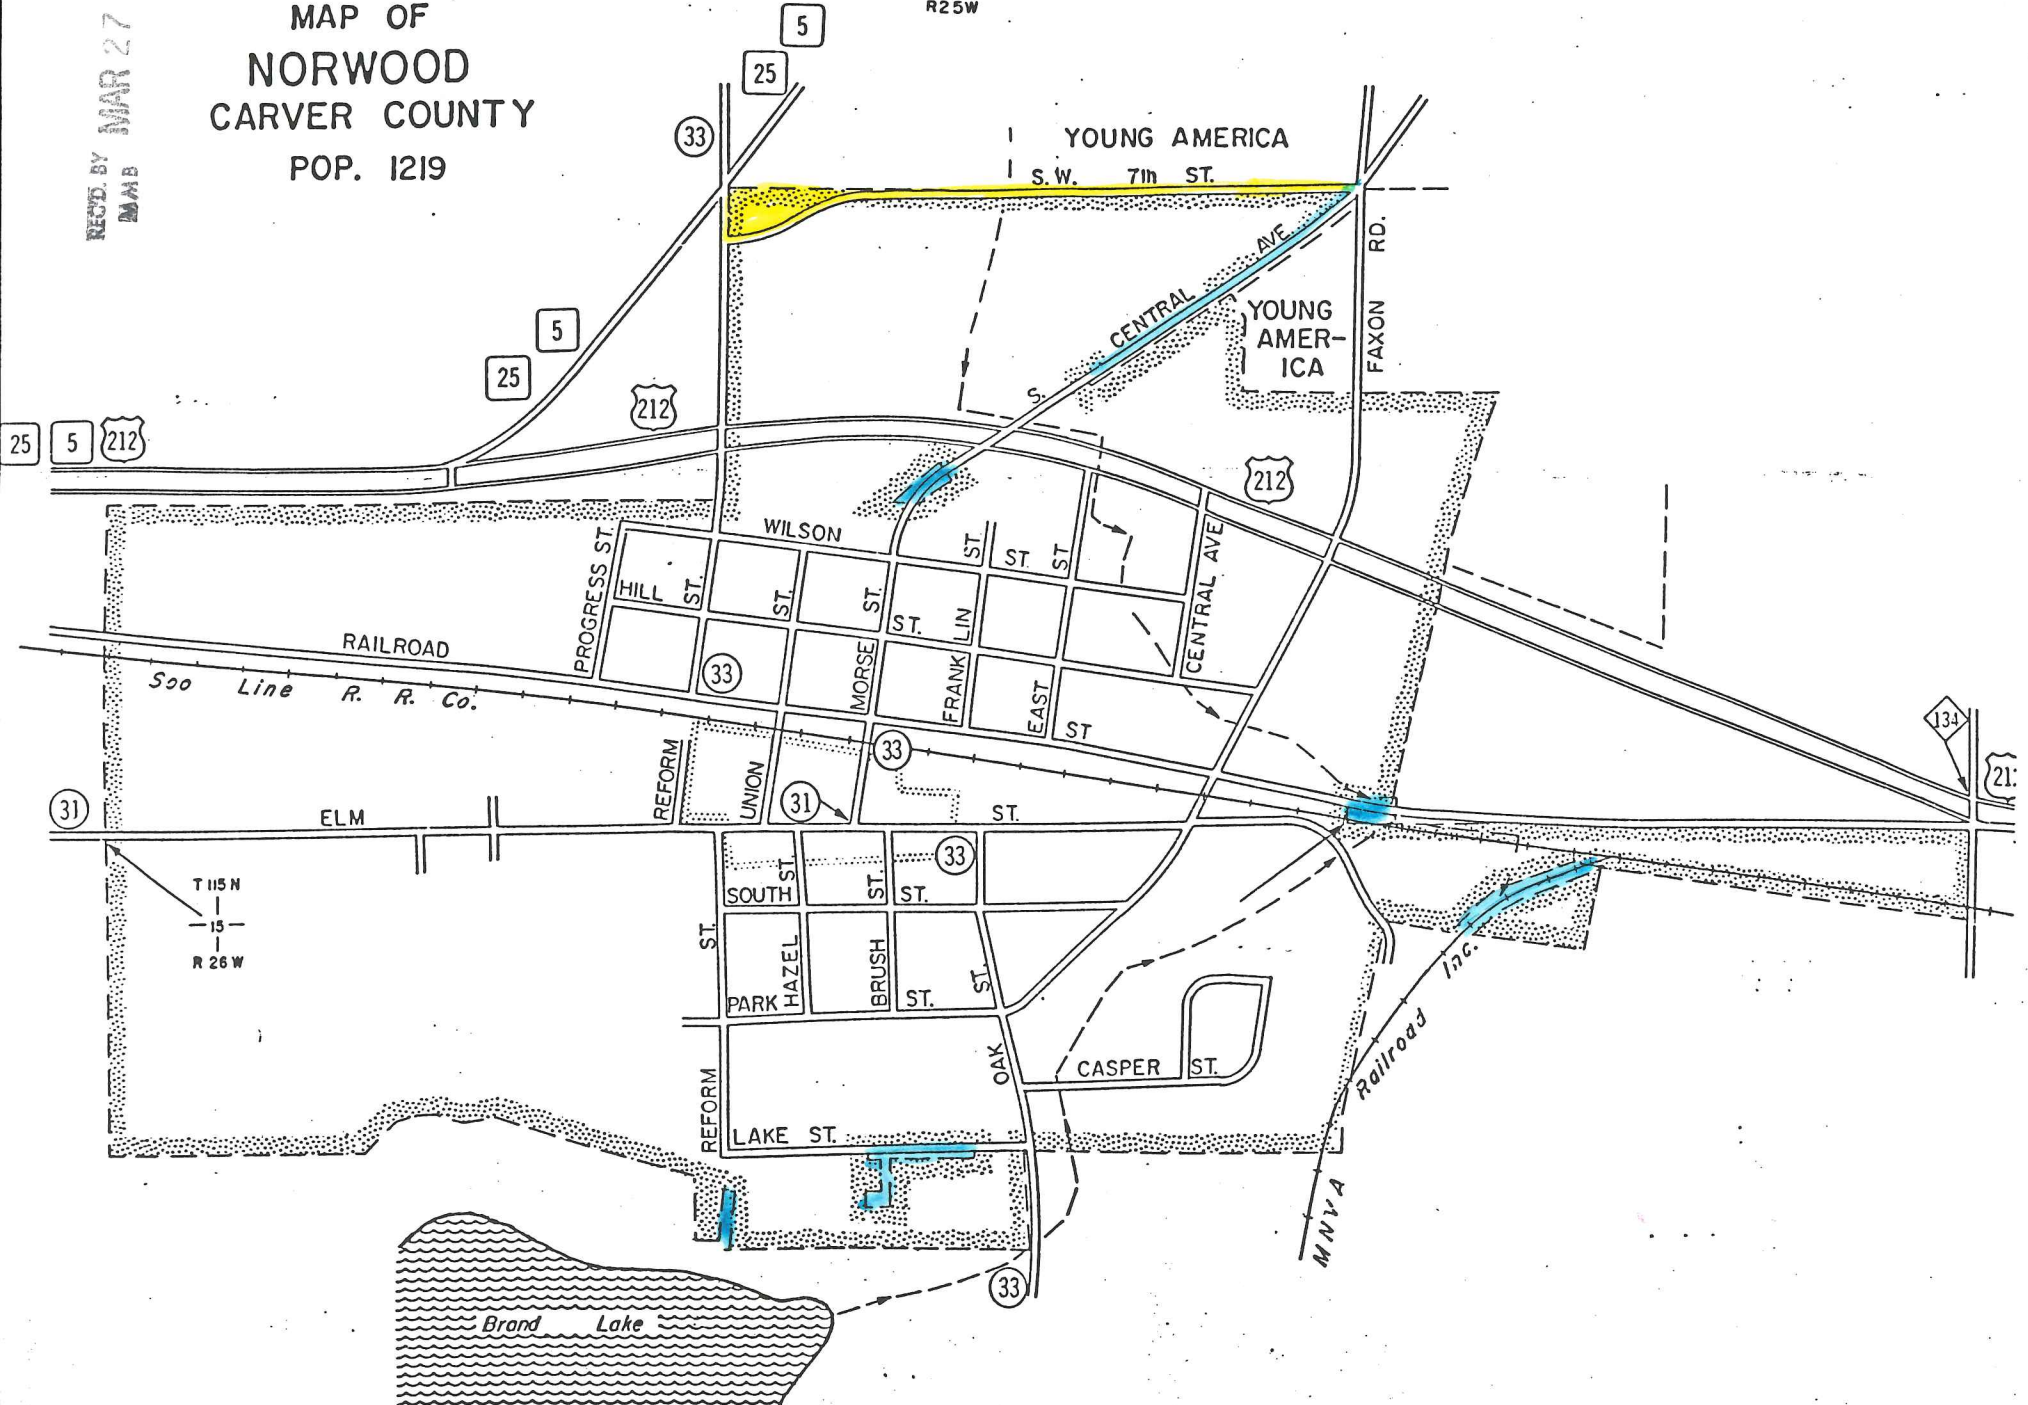 MAP OF
NORWOOD
CARVER COUNTY
POP. 1219
REC'D. BY MAR 27
MMB
R25W
5
25
33
YOUNG AMERICA
S.W. 7th ST.
S. CENTRAL AVE.
FAXON RD.
YOUNG
AMER-
ICA
5
25
212
25 5 212
212
WILSON ST
PROGRESS ST.
HILL ST.
ST.
ST.
MORSE ST.
FRANKLIN ST.
EAST ST
CENTRAL AVE
RAILROAD ST
Soo Line R. R. Co.
33
33
134
212
REFORM
UNION
31
31
ELM ST.
33
T 115 N
15
R 26 W
SOUTH ST.
REFORM ST.
HAZEL ST.
BRUSH ST.
PARK ST.
OAK ST.
CASPER ST.
LAKE ST.
MNVA Railroad Inc.
33
Brand Lake